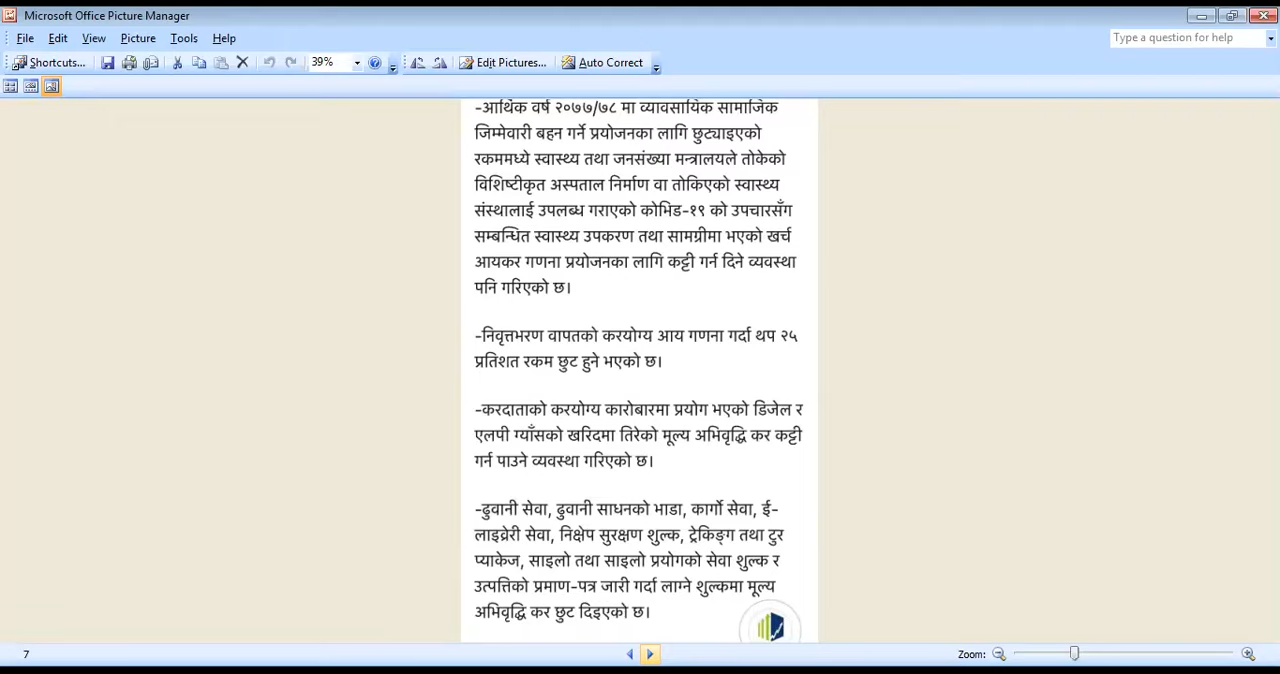 Microsoft Office Picture Manager
File Edit View Picture Tools Help
Type a question for help
Shortcuts... 39% Edit Pictures... Auto Correct
-आर्थिक वर्ष २०७७/७८ मा व्यावसायिक सामाजिक
जिम्मेवारी बहन गर्ने प्रयोजनका लागि छुट्याइएको
रकममध्ये स्वास्थ्य तथा जनसंख्या मन्त्रालयले तोकेको
विशिष्टीकृत अस्पताल निर्माण वा तोकिएको स्वास्थ्य
संस्थालाई उपलब्ध गराएको कोभिड-१९ को उपचारसँग
सम्बन्धित स्वास्थ्य उपकरण तथा सामग्रीमा भएको खर्च
आयकर गणना प्रयोजनका लागि कट्टी गर्न दिने व्यवस्था
पनि गरिएको छ।
-निवृत्तभरण वापतको करयोग्य आय गणना गर्दा थप २५
प्रतिशत रकम छुट हुने भएको छ।
-करदाताको करयोग्य कारोबारमा प्रयोग भएको डिजेल र
एलपी ग्याँसको खरिदमा तिरेको मूल्य अभिवृद्धि कर कट्टी
गर्न पाउने व्यवस्था गरिएको छ।
-ढुवानी सेवा, ढुवानी साधनको भाडा, कार्गो सेवा, ई-
लाइब्रेरी सेवा, निक्षेप सुरक्षण शुल्क, ट्रेकिङ्ग तथा टुर
प्याकेज, साइलो तथा साइलो प्रयोगको सेवा शुल्क र
उत्पत्तिको प्रमाण-पत्र जारी गर्दा लाग्ने शुल्कमा मूल्य
अभिवृद्धि कर छुट दिइएको छ।
7 Zoom: